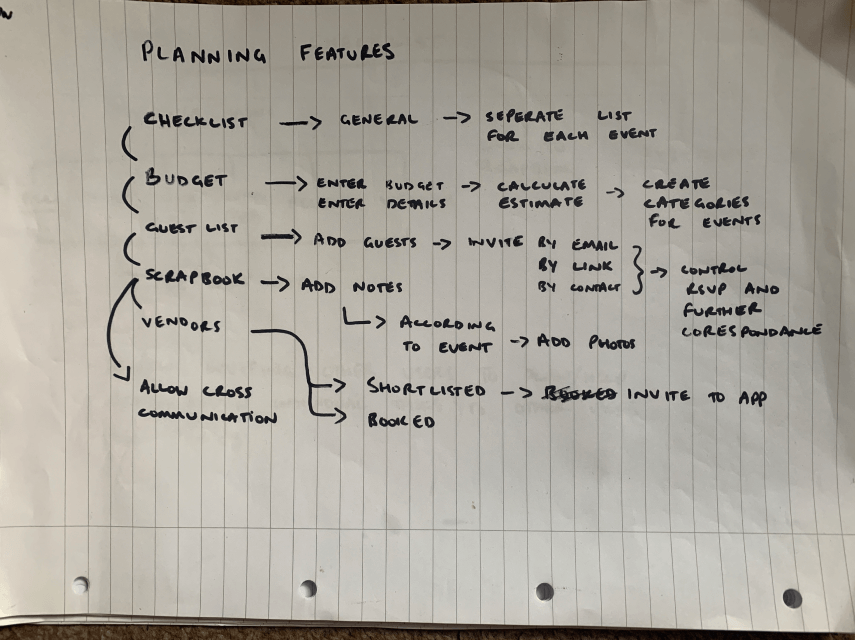 PLANNING FEATURES
CHECKLIST → GENERAL → SEPERATE LIST
FOR EACH EVENT
BUDGET → ENTER BUDGET → CALCULATE → CREATE
ENTER DETAILS ESTIMATE CATEGORIES
FOR EVENTS
GUEST LIST → ADD GUESTS → INVITE BY EMAIL
BY LINK → CONTROL
BY CONTACT RSVP AND
FURTHER
CORESPONDANCE
SCRAPBOOK → ADD NOTES
→ ACCORDING
TO EVENT → ADD PHOTOS
VENDORS
→ SHORTLISTED → BOOKED INVITE TO APP
→ BOOKED
ALLOW CROSS
COMMUNICATION